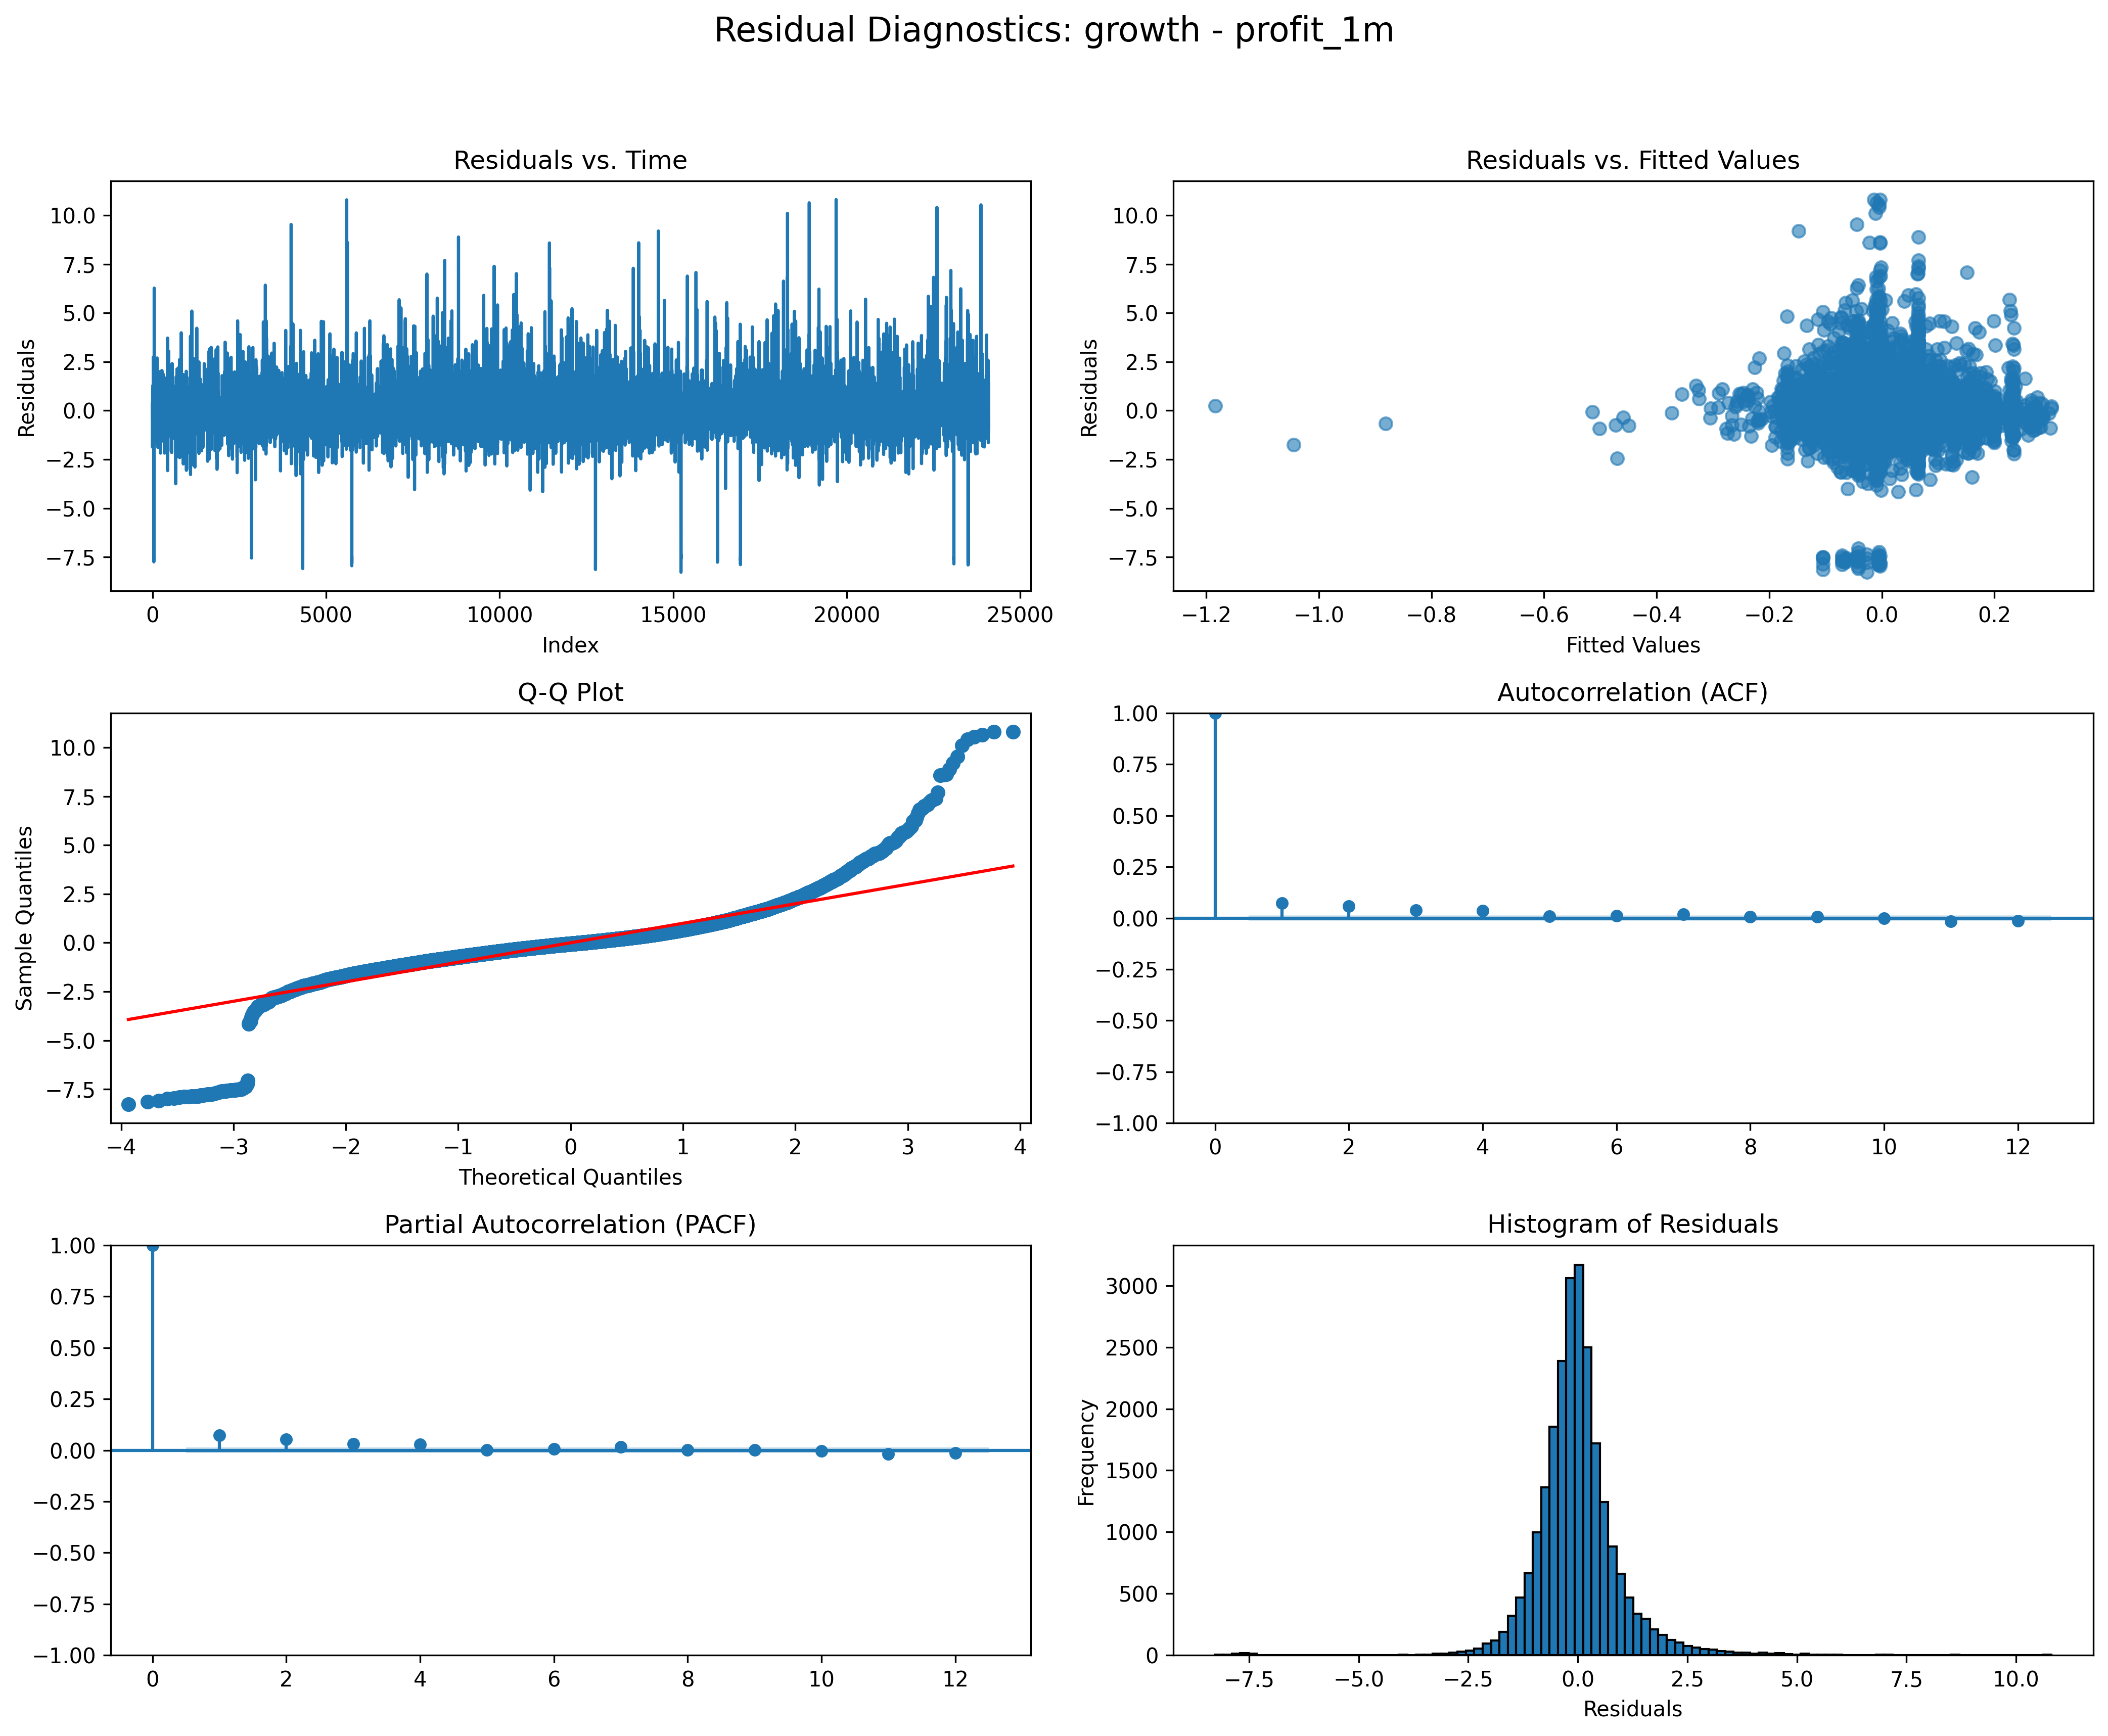 Residual Diagnostics: growth - profit_1m
Residuals vs. Time
10.0
7.5
5.0
2.5
0.0
−2.5
−5.0
−7.5
Residuals
0 5000 10000 15000 20000 25000
Index
Residuals vs. Fitted Values
10.0
7.5
5.0
2.5
0.0
−2.5
−5.0
−7.5
Residuals
−1.2 −1.0 −0.8 −0.6 −0.4 −0.2 0.0 0.2
Fitted Values
Q-Q Plot
10.0
7.5
5.0
2.5
0.0
−2.5
−5.0
−7.5
Sample Quantiles
−4 −3 −2 −1 0 1 2 3 4
Theoretical Quantiles
Autocorrelation (ACF)
1.00
0.75
0.50
0.25
0.00
−0.25
−0.50
−0.75
−1.00
0 2 4 6 8 10 12
Partial Autocorrelation (PACF)
1.00
0.75
0.50
0.25
0.00
−0.25
−0.50
−0.75
−1.00
0 2 4 6 8 10 12
Histogram of Residuals
3000
2500
2000
1500
1000
500
0
Frequency
−7.5 −5.0 −2.5 0.0 2.5 5.0 7.5 10.0
Residuals